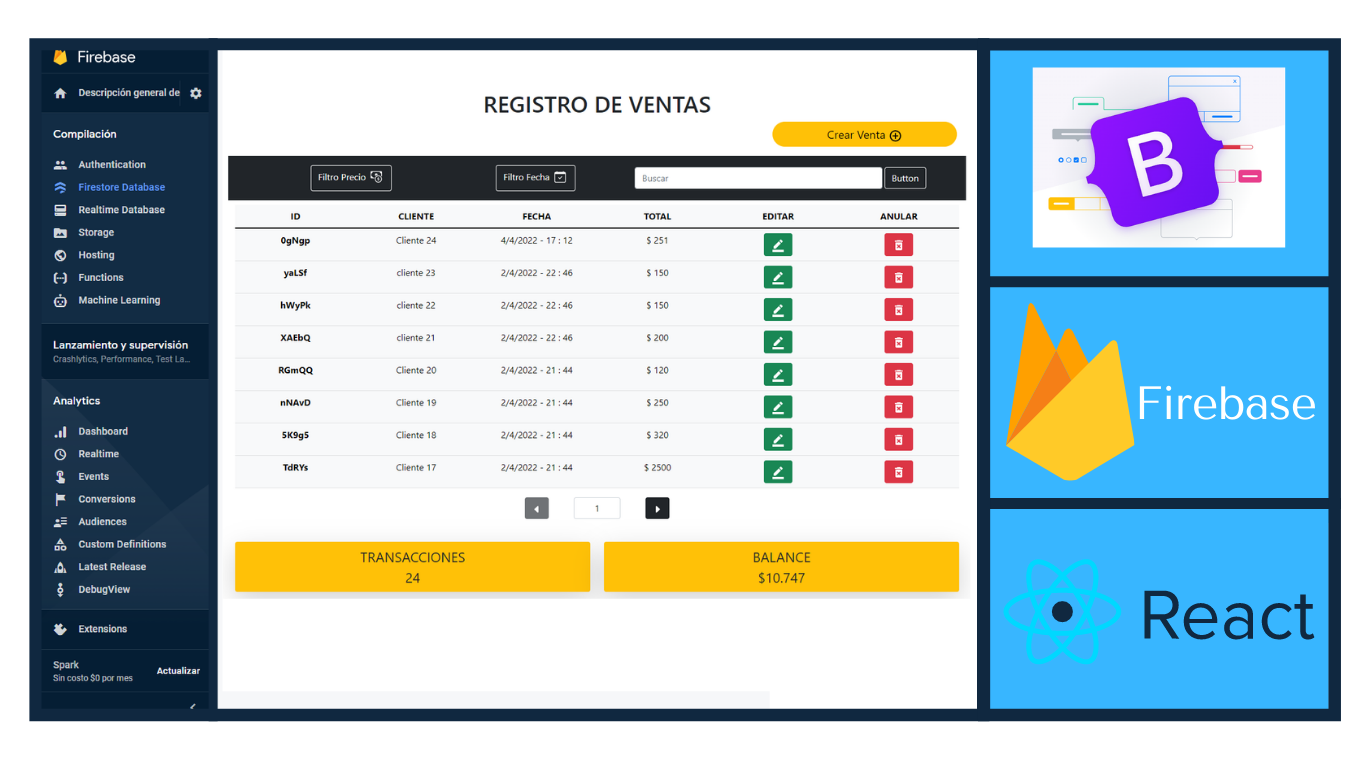 Firebase
Descripción general de
Compilación
Authentication
Firestore Database
Realtime Database
Storage
Hosting
Functions
Machine Learning
Lanzamiento y supervisión
Crashlytics, Performance, Test La...
Analytics
Dashboard
Realtime
Events
Conversions
Audiences
Custom Definitions
Latest Release
DebugView
Extensions
Spark
Sin costo $0 por mes
Actualizar
REGISTRO DE VENTAS
Crear Venta
Filtro Precio
Filtro Fecha
Buscar
Button
ID CLIENTE FECHA TOTAL EDITAR ANULAR
0gNgp Cliente 24 4/4/2022 - 17 : 12 $ 251
yaLSf cliente 23 2/4/2022 - 22 : 46 $ 150
hWyPk cliente 22 2/4/2022 - 22 : 46 $ 150
XAEbQ cliente 21 2/4/2022 - 22 : 46 $ 200
RGmQQ Cliente 20 2/4/2022 - 21 : 44 $ 120
nNAvD Cliente 19 2/4/2022 - 21 : 44 $ 250
5K9g5 Cliente 18 2/4/2022 - 21 : 44 $ 320
TdRYs Cliente 17 2/4/2022 - 21 : 44 $ 2500
1
TRANSACCIONES
24
BALANCE
$10.747
B
Firebase
React